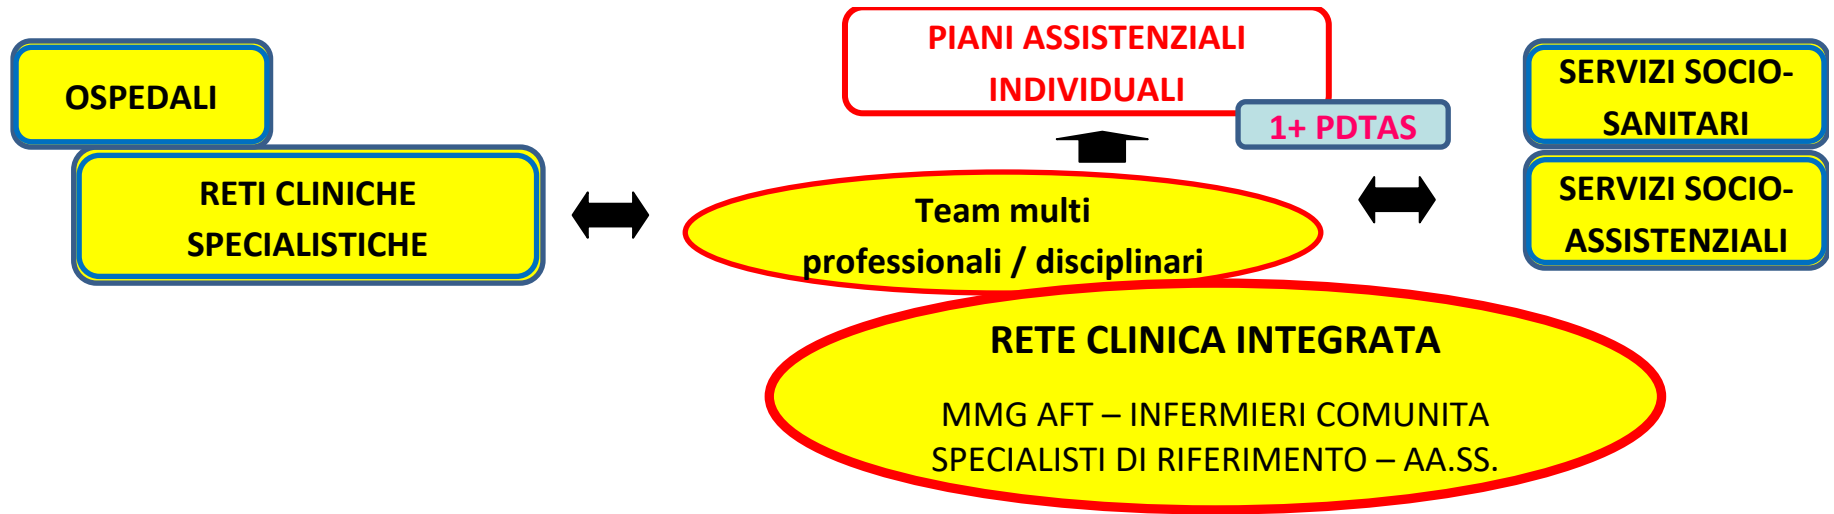 OSPEDALI
RETI CLINICHE
SPECIALISTICHE
PIANI ASSISTENZIALI
INDIVIDUALI
1+ PDTAS
Team multi
professionali / disciplinari
RETE CLINICA INTEGRATA
MMG AFT – INFERMIERI COMUNITA
SPECIALISTI DI RIFERIMENTO – AA.SS.
SERVIZI SOCIO-
SANITARI
SERVIZI SOCIO-
ASSISTENZIALI